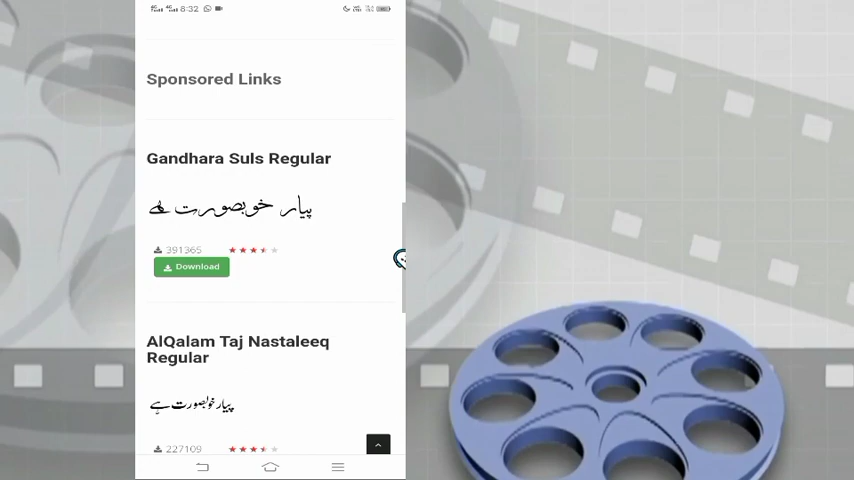 8:32
Sponsored Links
Gandhara Suls Regular
پیار خوبصورت ہے
391365
Download
AlQalam Taj Nastaleeq
Regular
پیار خوبصورت ہے
227109